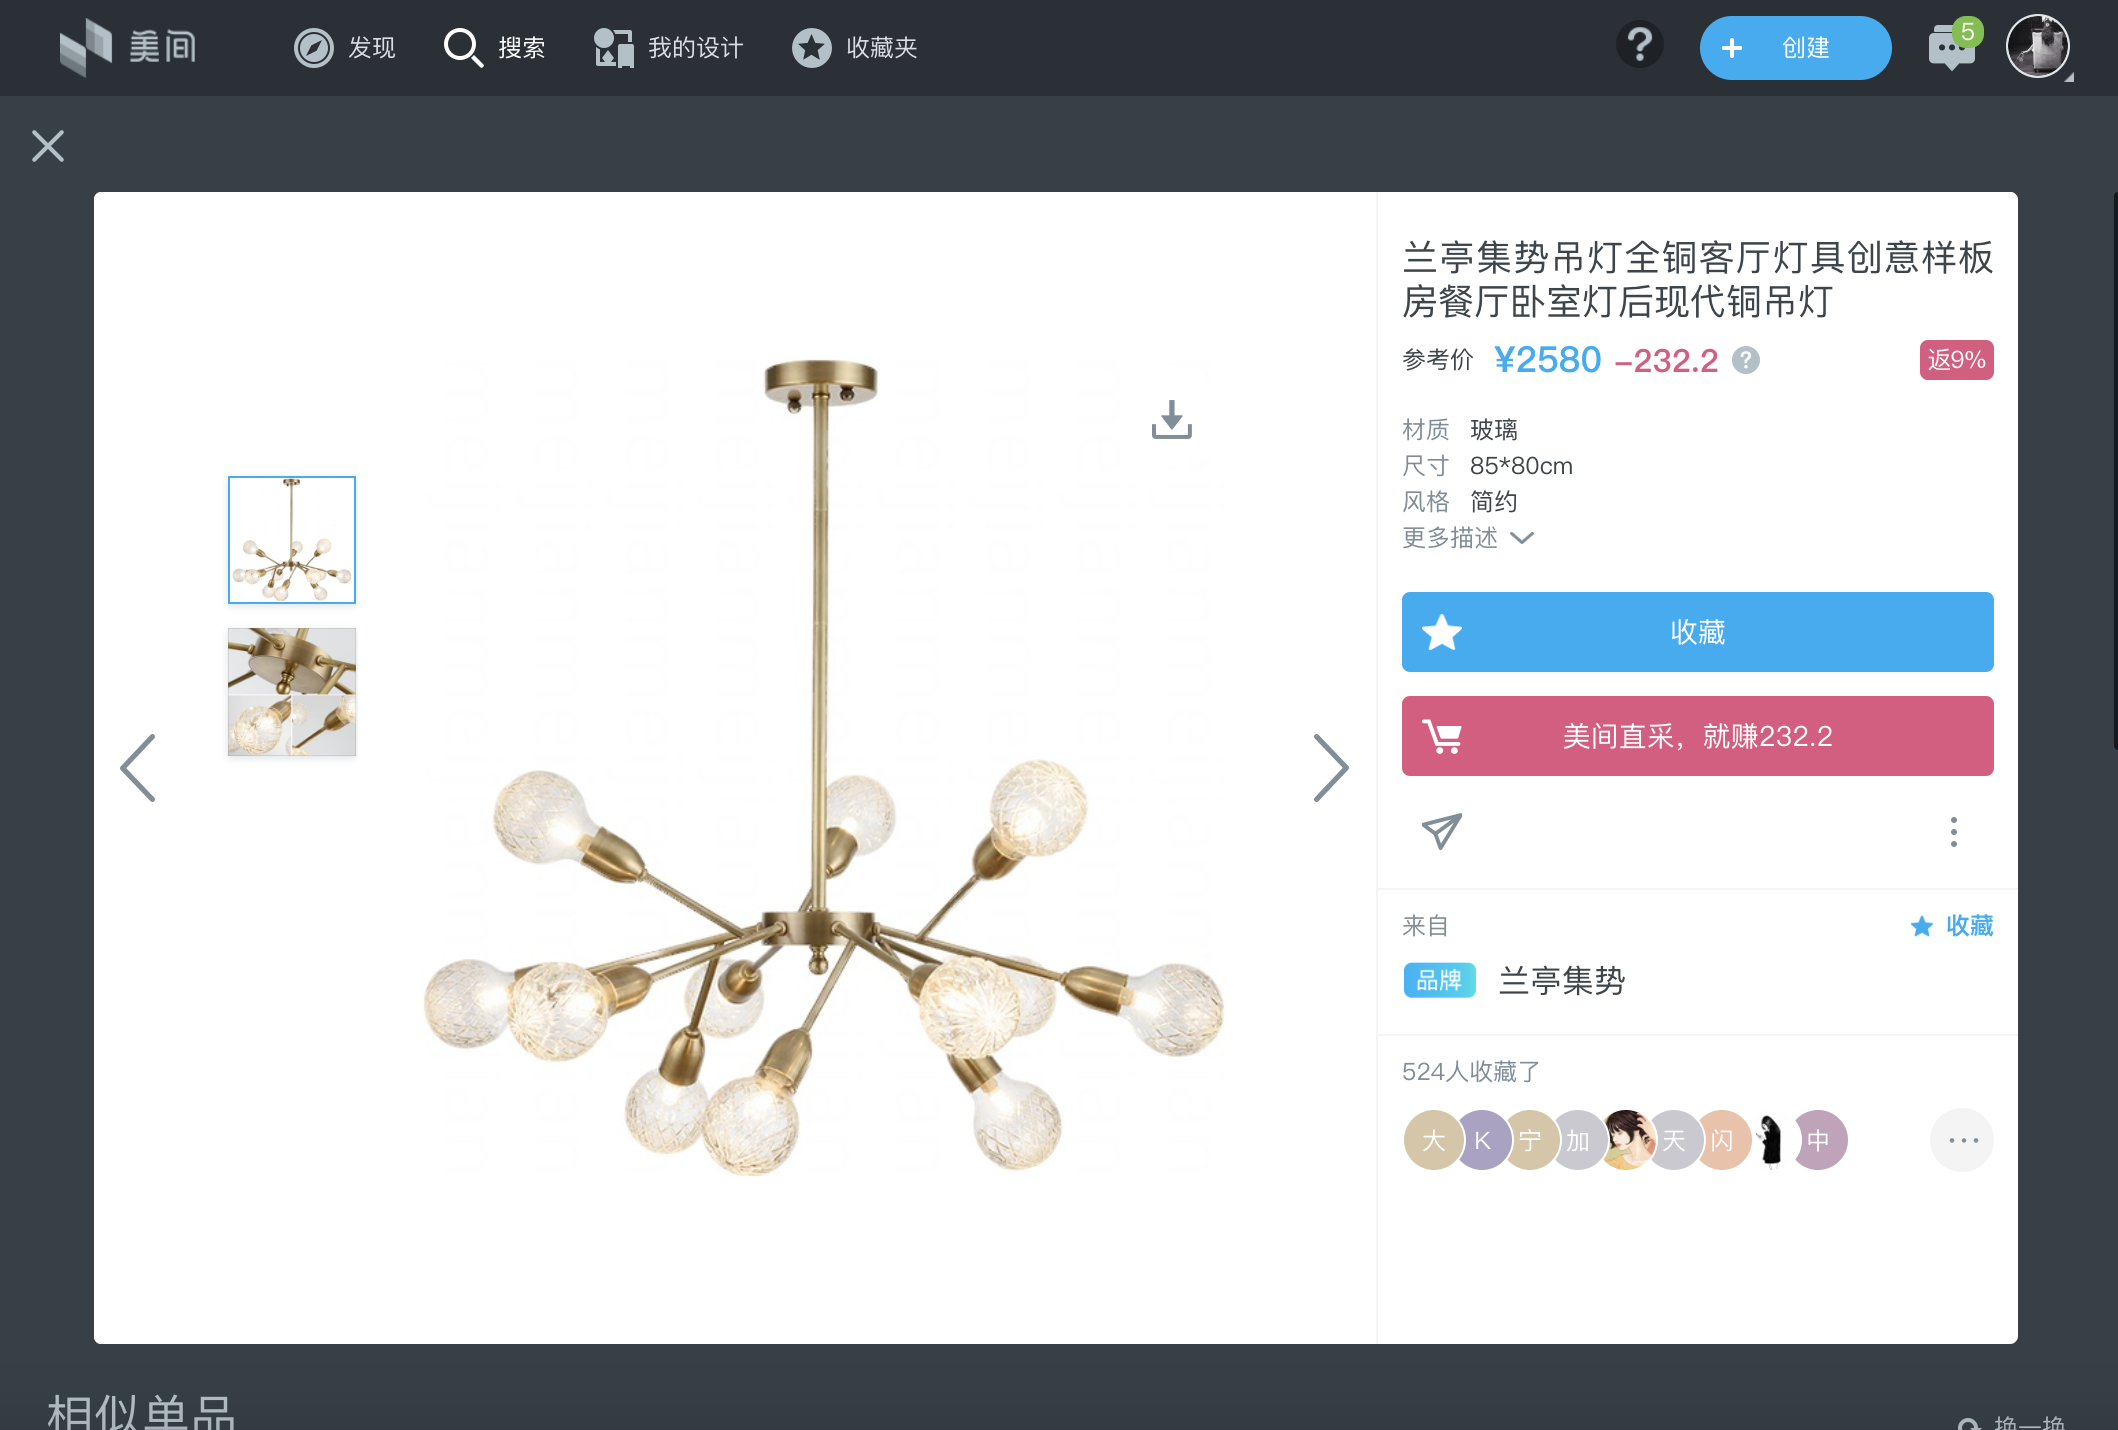 美间
发现
搜索
我的设计
收藏夹
?
+ 创建
5
兰亭集势吊灯全铜客厅灯具创意样板
房餐厅卧室灯后现代铜吊灯
参考价 ¥2580 -232.2 ?
返9%
材质 玻璃
尺寸 85*80cm
风格 简约
更多描述
收藏
美间直采，就赚232.2
来自
收藏
品牌 兰亭集势
524人收藏了
大 K 宁 加 天 闪 中
...
相似单品
换一换